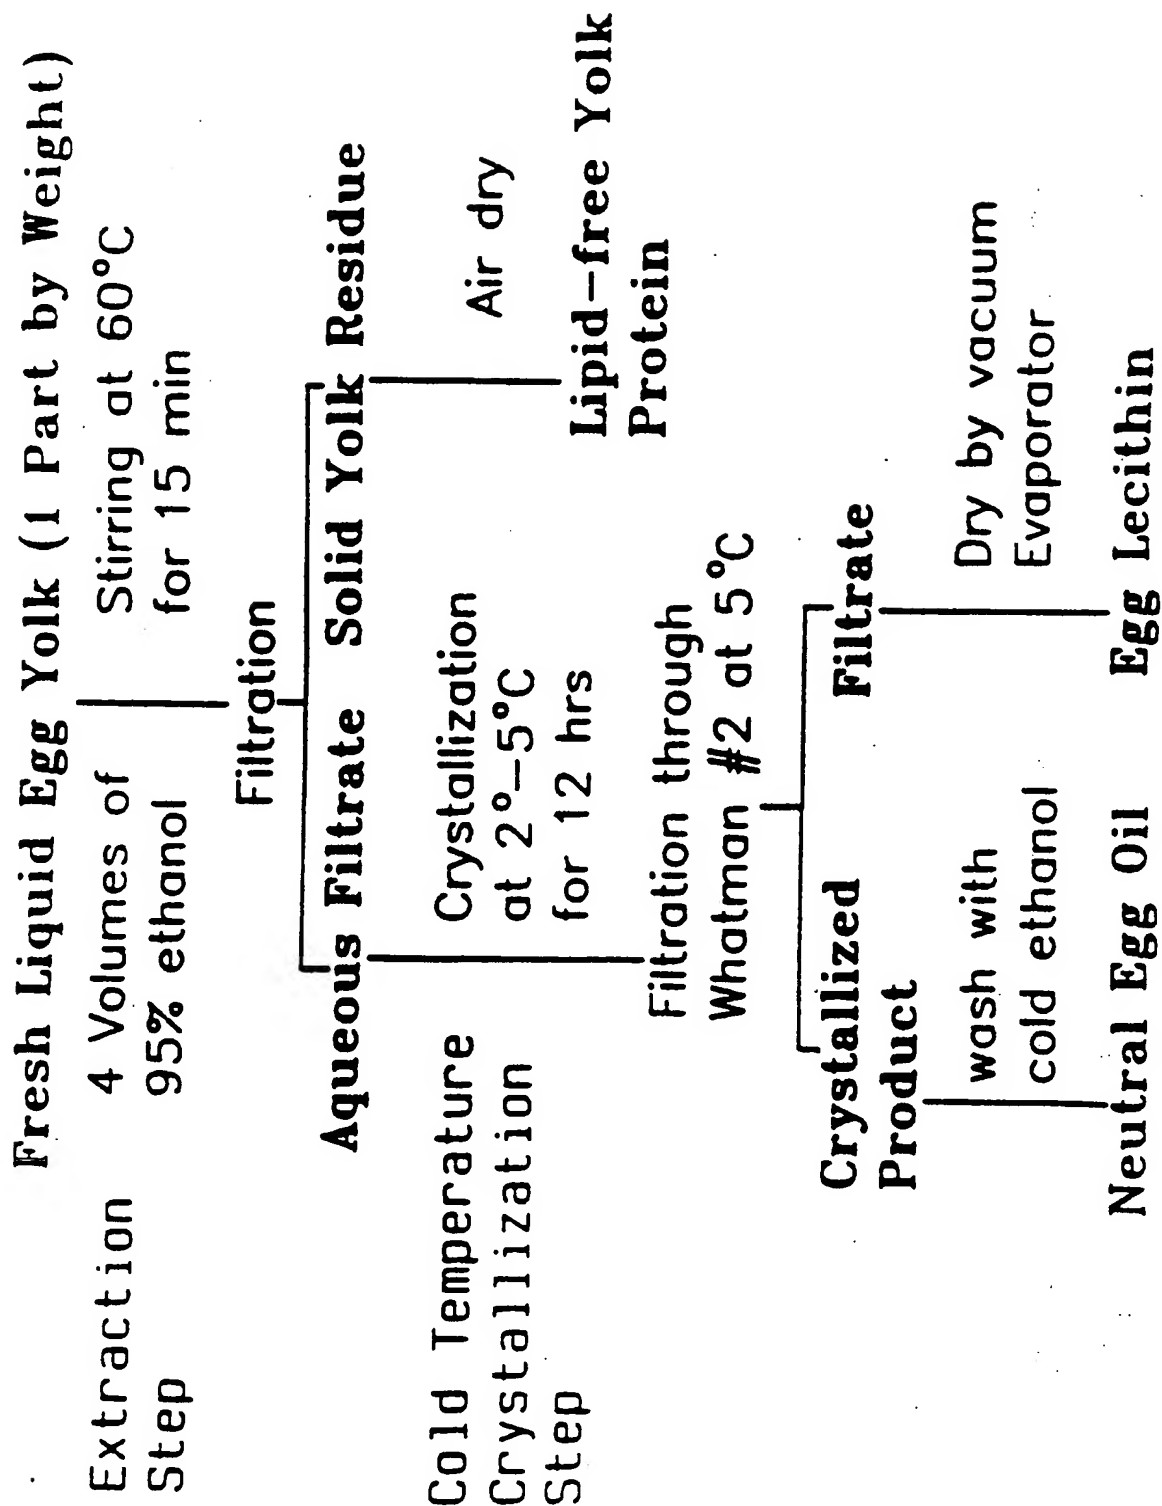 Fresh Liquid Egg Yolk (1 Part by Weight)
Extraction
Step
4 Volumes of
95% ethanol
Stirring at 60°C
for 15 min
Filtration
Aqueous Filtrate
Solid Yolk Residue
Cold Temperature
Crystallization
Step
Crystallization
at 2°-5°C
for 12 hrs
Air dry
Lipid-free Yolk
Protein
Filtration through
Whatman #2 at 5°C
Crystallized
Product
Filtrate
wash with
cold ethanol
Dry by vacuum
Evaporator
Neutral Egg Oil
Egg Lecithin